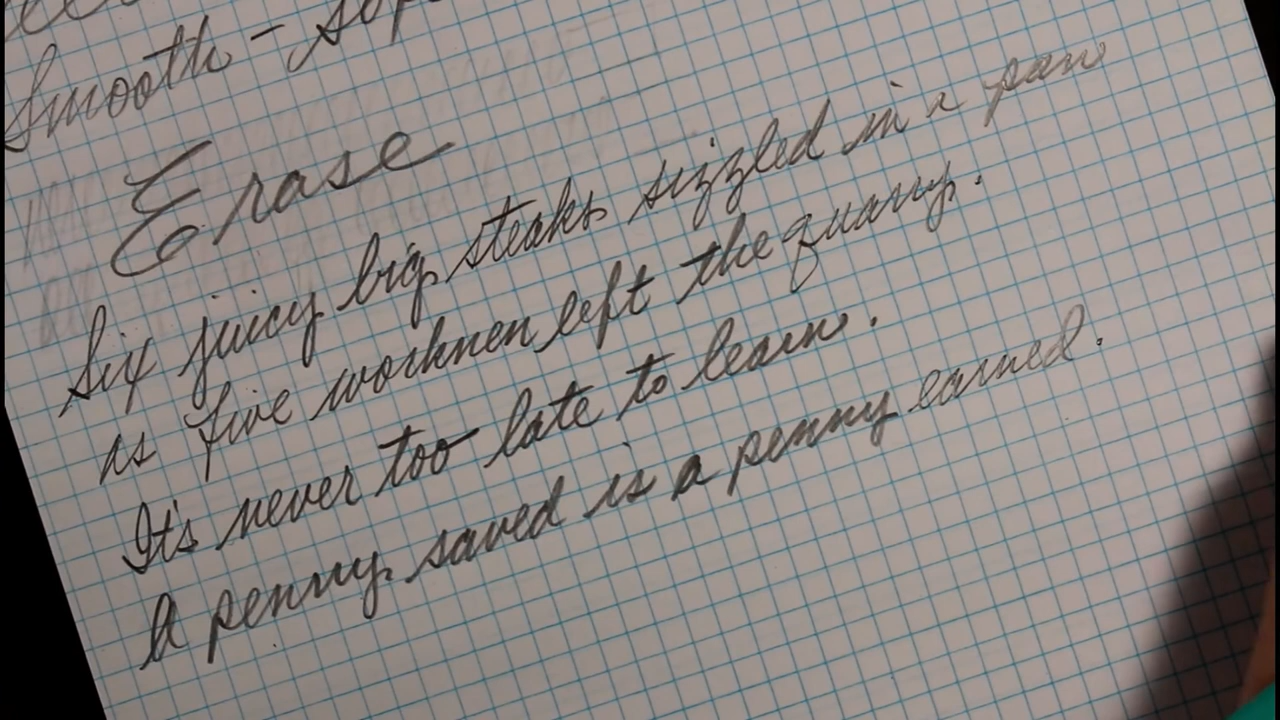 Smooth -
Erase
Six juicy big steaks sizzled in a pan
as five workmen left the quarry.
It's never too late to learn.
A penny saved is a penny earned.